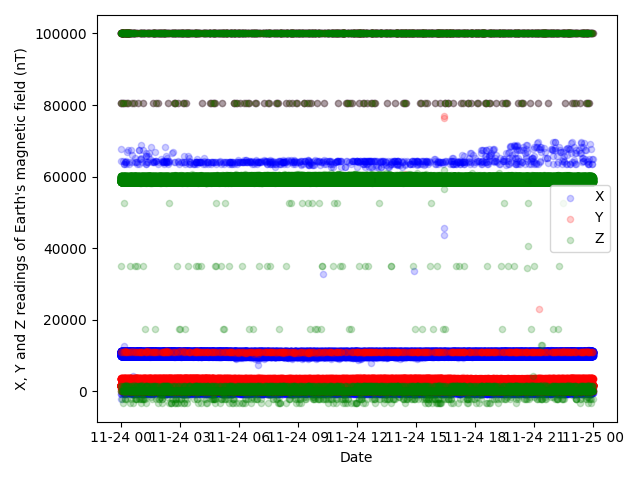 X, Y and Z readings of Earth's magnetic field (nT)
100000
80000
60000
40000
20000
0
X
Y
Z
11-24 00 11-24 03 11-24 06 11-24 09 11-24 12 11-24 15 11-24 18 11-24 21 11-25 00
Date